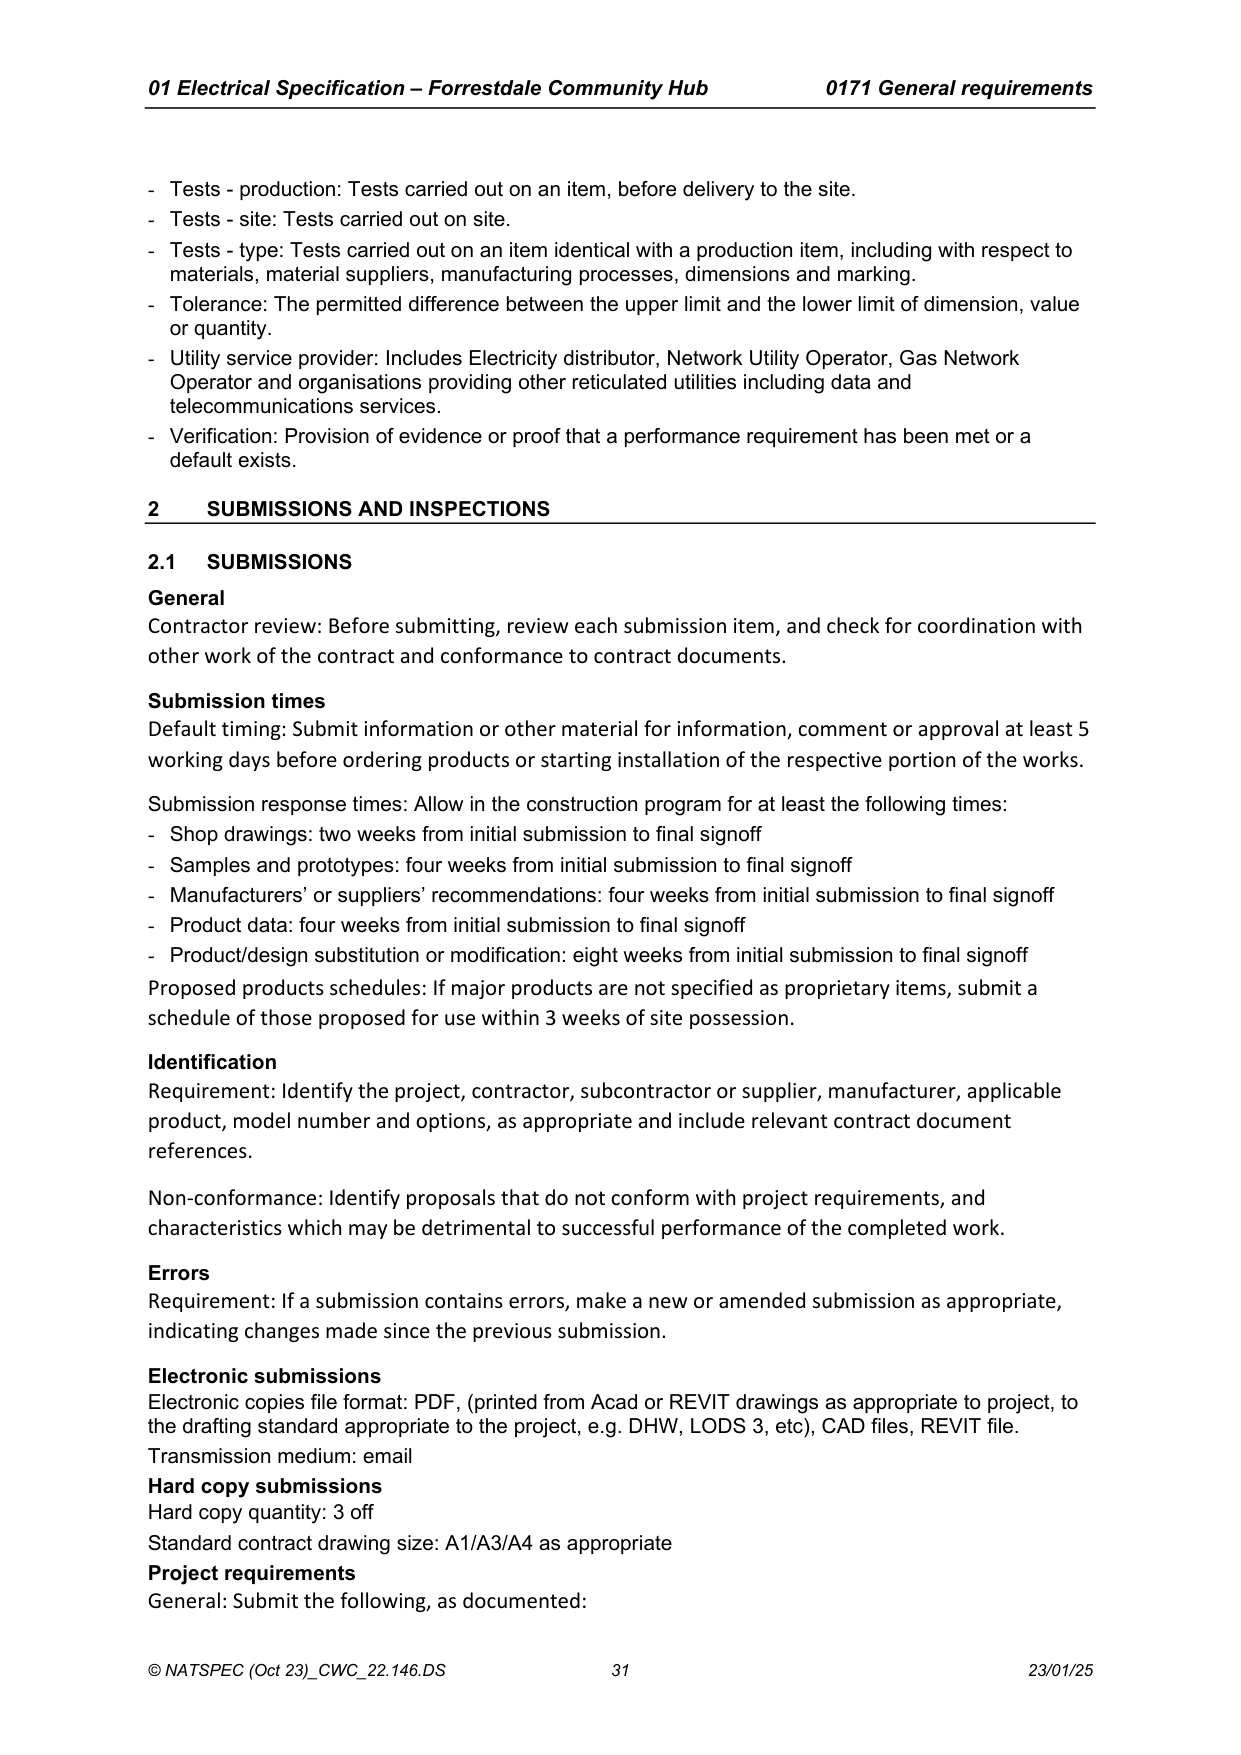 01 Electrical Specification – Forrestdale Community Hub 0171 General requirements
- Tests - production: Tests carried out on an item, before delivery to the site.
- Tests - site: Tests carried out on site.
- Tests - type: Tests carried out on an item identical with a production item, including with respect to
materials, material suppliers, manufacturing processes, dimensions and marking.
- Tolerance: The permitted difference between the upper limit and the lower limit of dimension, value
or quantity.
- Utility service provider: Includes Electricity distributor, Network Utility Operator, Gas Network
Operator and organisations providing other reticulated utilities including data and
telecommunications services.
- Verification: Provision of evidence or proof that a performance requirement has been met or a
default exists.
2 SUBMISSIONS AND INSPECTIONS
2.1 SUBMISSIONS
General
Contractor review: Before submitting, review each submission item, and check for coordination with
other work of the contract and conformance to contract documents.
Submission times
Default timing: Submit information or other material for information, comment or approval at least 5
working days before ordering products or starting installation of the respective portion of the works.
Submission response times: Allow in the construction program for at least the following times:
- Shop drawings: two weeks from initial submission to final signoff
- Samples and prototypes: four weeks from initial submission to final signoff
- Manufacturers’ or suppliers’ recommendations: four weeks from initial submission to final signoff
- Product data: four weeks from initial submission to final signoff
- Product/design substitution or modification: eight weeks from initial submission to final signoff
Proposed products schedules: If major products are not specified as proprietary items, submit a
schedule of those proposed for use within 3 weeks of site possession.
Identification
Requirement: Identify the project, contractor, subcontractor or supplier, manufacturer, applicable
product, model number and options, as appropriate and include relevant contract document
references.
Non-conformance: Identify proposals that do not conform with project requirements, and
characteristics which may be detrimental to successful performance of the completed work.
Errors
Requirement: If a submission contains errors, make a new or amended submission as appropriate,
indicating changes made since the previous submission.
Electronic submissions
Electronic copies file format: PDF, (printed from Acad or REVIT drawings as appropriate to project, to
the drafting standard appropriate to the project, e.g. DHW, LODS 3, etc), CAD files, REVIT file.
Transmission medium: email
Hard copy submissions
Hard copy quantity: 3 off
Standard contract drawing size: A1/A3/A4 as appropriate
Project requirements
General: Submit the following, as documented:
© NATSPEC (Oct 23)_CWC_22.146.DS 31 23/01/25